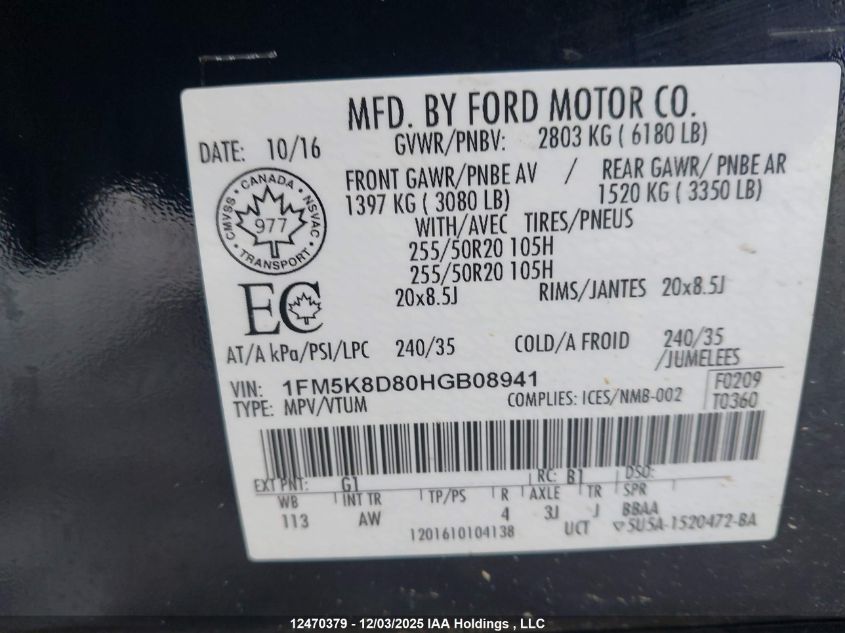 MFD. BY FORD MOTOR CO.
DATE: 10/16 GVWR/PNBV: 2803 KG ( 6180 LB)
FRONT GAWR/PNBE AV / REAR GAWR/ PNBE AR
1397 KG ( 3080 LB) 1520 KG ( 3350 LB)
CMVSS • CANADA • NSVAC
977
• TRANSPORT •
WITH/AVEC TIRES/PNEUS
255/50R20 105H
255/50R20 105H
EC
20x8.5J RIMS/JANTES 20x8.5J
AT/A kPa/PSI/LPC 240/35 COLD/A FROID 240/35
/JUMELEES
VIN: 1FM5K8D80HGB08941 F0209
TYPE: MPV/VTUM COMPLIES: ICES/NMB-002 T0360
EXT PNT: G1 RC: B1 DSO:
WB INT TR TP/PS R AXLE TR SPR
113 AW 4 3J J BBAA
1201610104138 UCT 5U5A-1520472-BA
12470379 - 12/03/2025 IAA Holdings , LLC